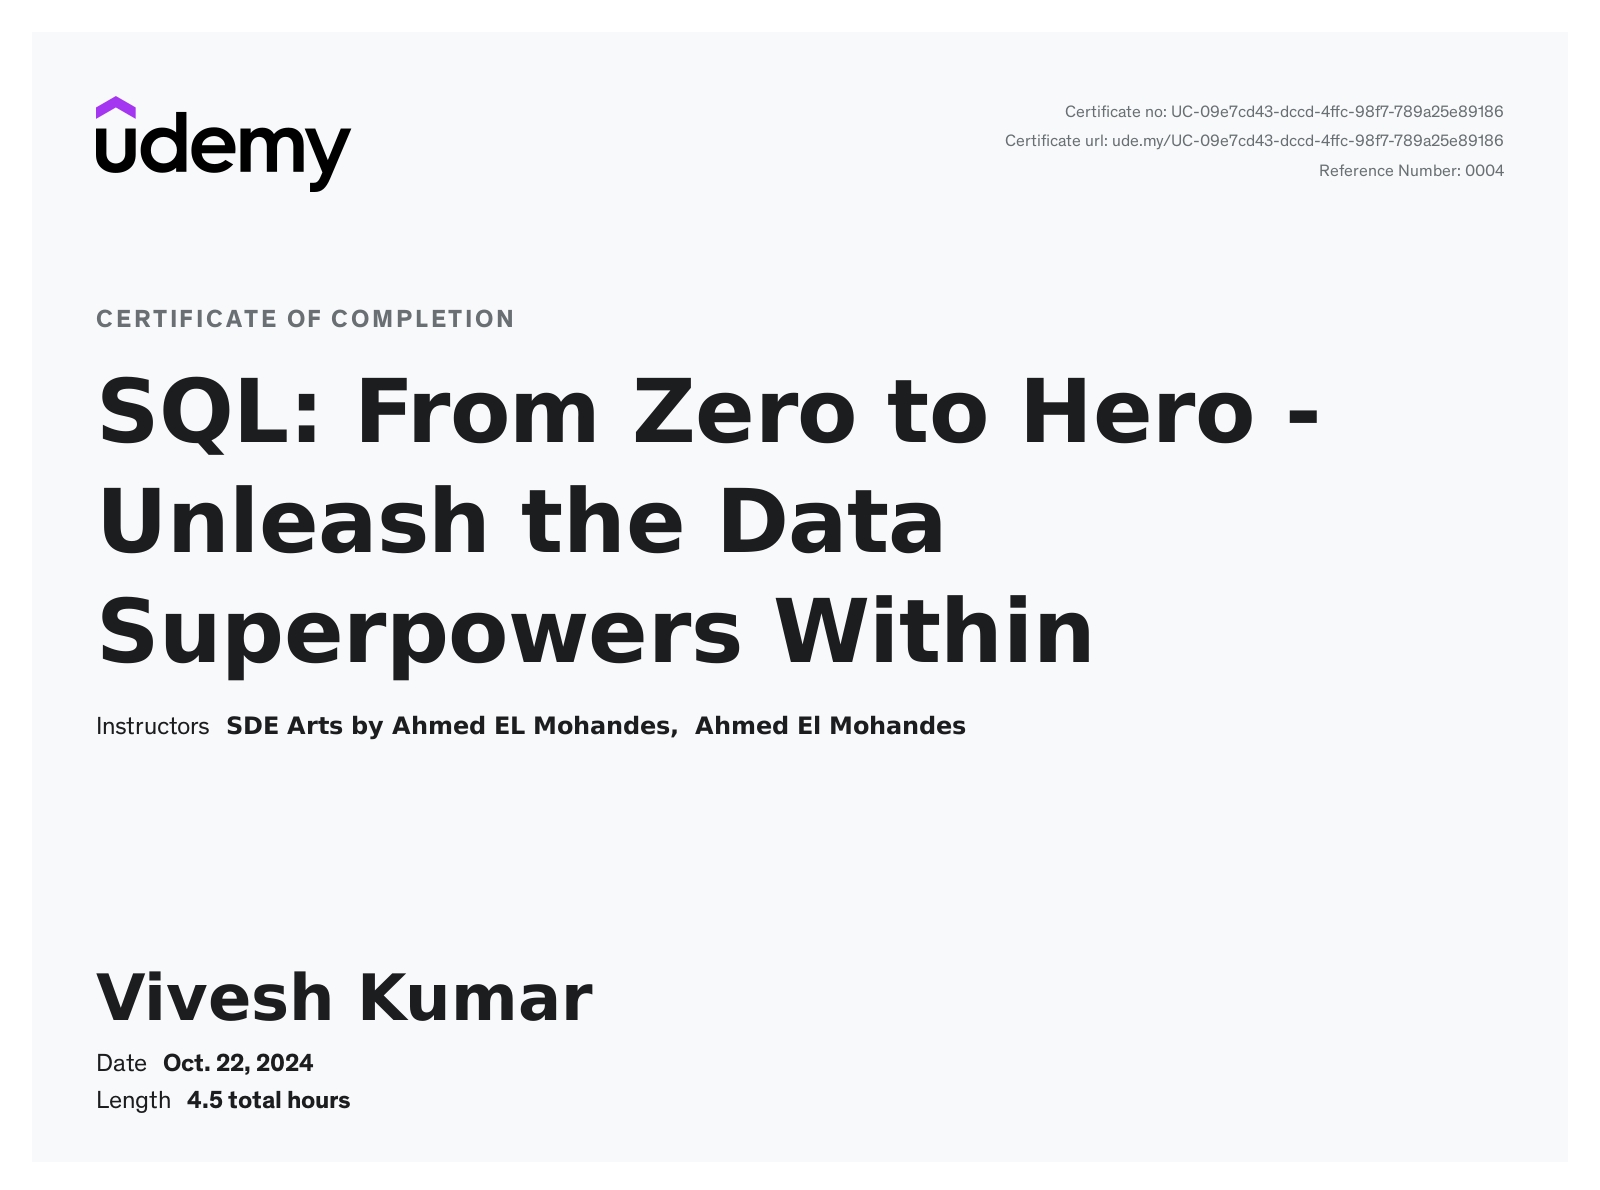 udemy
Certificate no: UC-09e7cd43-dccd-4ffc-98f7-789a25e89186
Certificate url: ude.my/UC-09e7cd43-dccd-4ffc-98f7-789a25e89186
Reference Number: 0004
CERTIFICATE OF COMPLETION
SQL: From Zero to Hero -
Unleash the Data
Superpowers Within
Instructors SDE Arts by Ahmed EL Mohandes, Ahmed El Mohandes
Vivesh Kumar
Date Oct. 22, 2024
Length 4.5 total hours